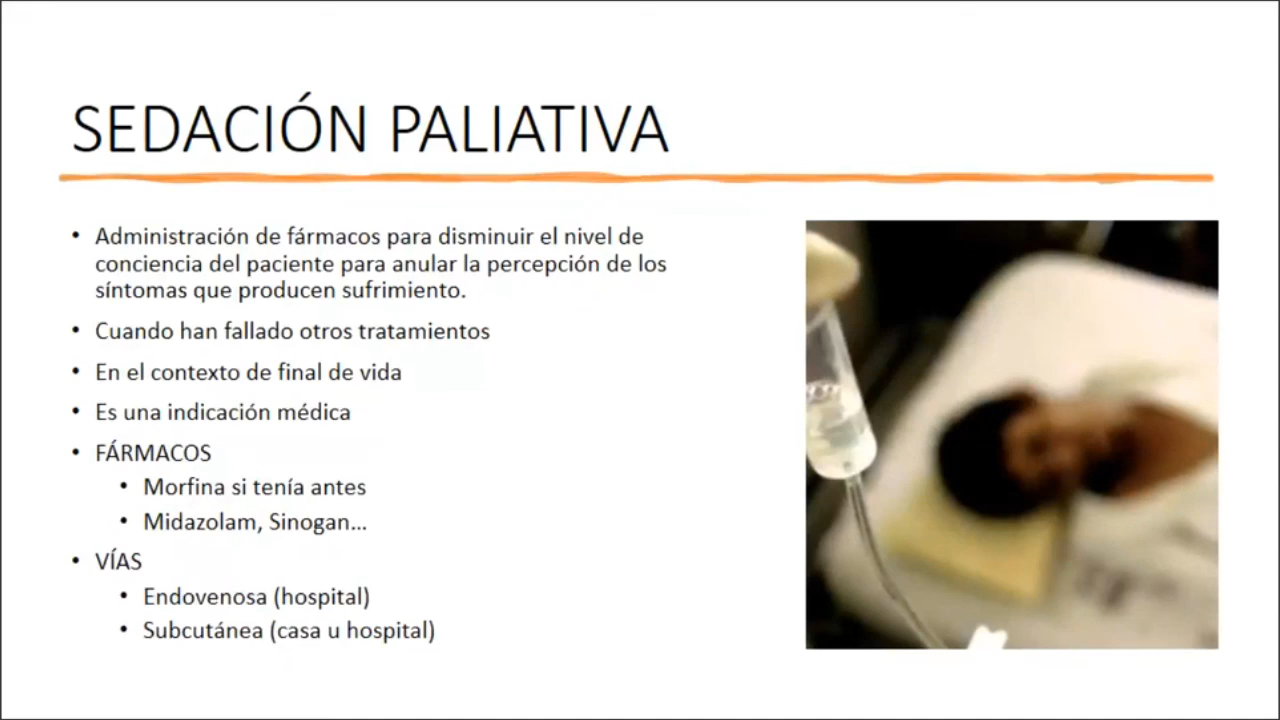 SEDACIÓN PALIATIVA
• Administración de fármacos para disminuir el nivel de
conciencia del paciente para anular la percepción de los
síntomas que producen sufrimiento.
• Cuando han fallado otros tratamientos
• En el contexto de final de vida
• Es una indicación médica
• FÁRMACOS
• Morfina si tenía antes
• Midazolam, Sinogan...
• VÍAS
• Endovenosa (hospital)
• Subcutánea (casa u hospital)